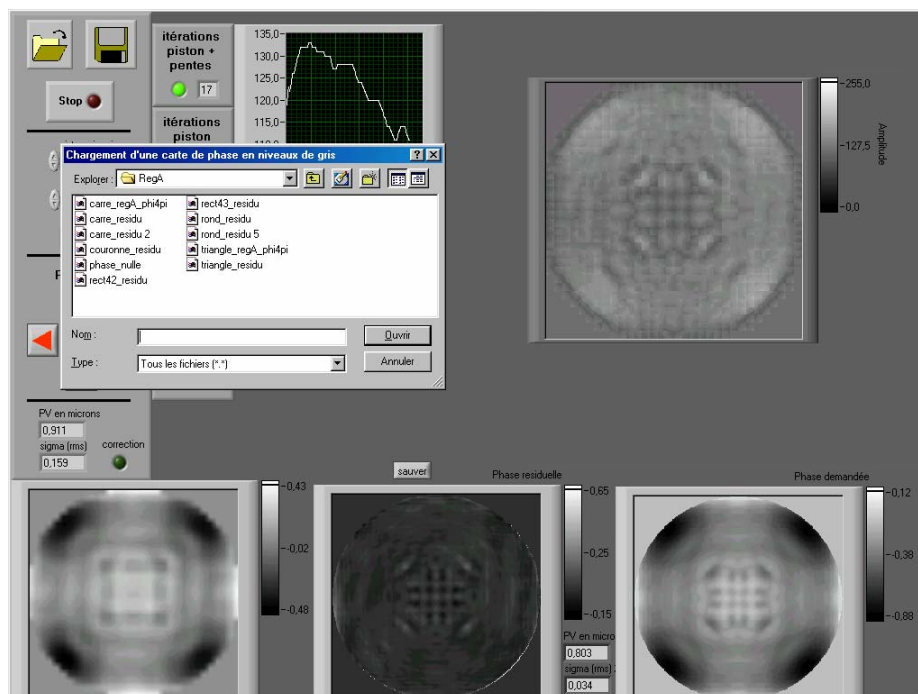 itérations
piston +
pentes
17
Stop
itérations
piston
135,0
130,0
125,0
120,0
115,0
110,0
255,0
127,5
0,0
Amplitude
Chargement d'une carte de phase en niveaux de gris
Explorer : RegA
carre_regA_phi4pi
carre_residu
carre_residu 2
couronne_residu
phase_nulle
rect42_residu
rect43_residu
rond_residu
rond_residu 5
triangle_regA_phi4pi
triangle_residu
Nom :
Ouvrir
Type :
Tous les fichiers (*.*)
Annuler
PV en microns
0,911
sigma (rms)
correction
0,159
sauver
Phase residuelle
Phase demandée
0,43
-0,02
-0,48
0,65
-0,25
-0,15
PV en micro
0,803
sigma (rms)
0,034
-0,12
-0,38
-0,88